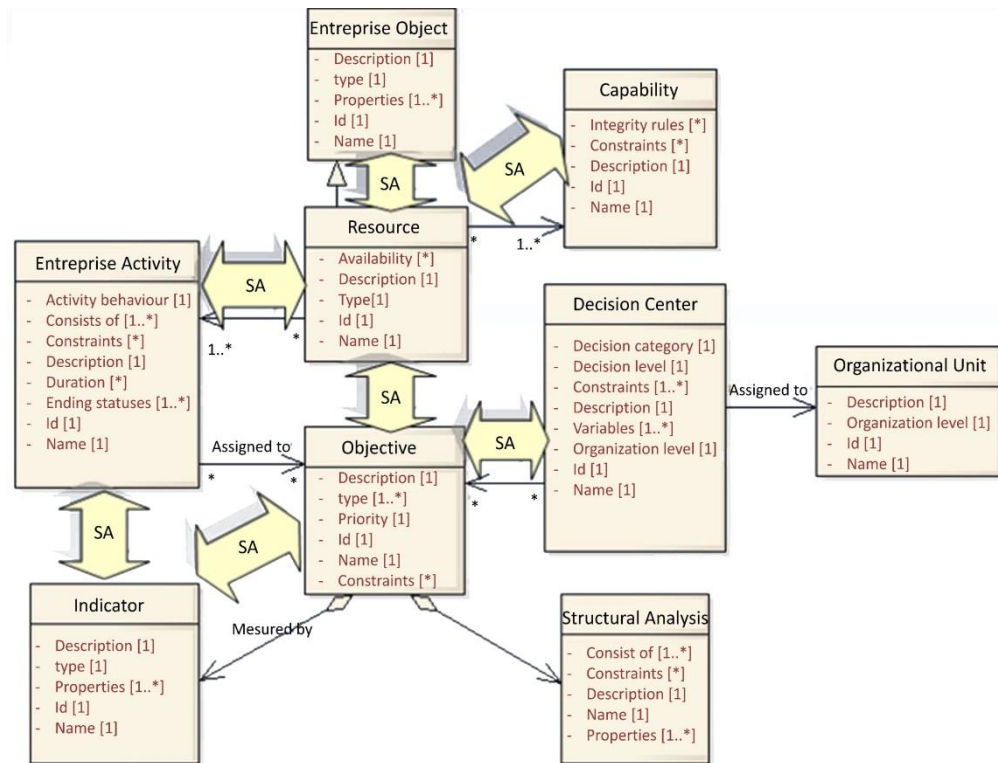 Entreprise Object
- Description [1]
- type [1]
- Properties [1..*]
- Id [1]
- Name [1]
Capability
- Integrity rules [*]
- Constraints [*]
- Description [1]
- Id [1]
- Name [1]
SA
SA
Resource
- Availability [*]
- Description [1]
- Type[1]
- Id [1]
- Name [1]
*
1..*
Entreprise Activity
- Activity behaviour [1]
- Consists of [1..*]
- Constraints [*]
- Description [1]
- Duration [*]
- Ending statuses [1..*]
- Id [1]
- Name [1]
SA
1..*
*
Decision Center
- Decision category [1]
- Decision level [1]
- Constraints [1..*]
- Description [1]
- Variables [1..*]
- Organization level [1]
- Id [1]
- Name [1]
Assigned to
Organizational Unit
- Description [1]
- Organization level [1]
- Id [1]
- Name [1]
SA
SA
Assigned to
*
*
Objective
- Description [1]
- type [1..*]
- Priority [1]
- Id [1]
- Name [1]
- Constraints [*]
*
*
SA
SA
Mesured by
Indicator
- Description [1]
- type [1]
- Properties [1..*]
- Id [1]
- Name [1]
Structural Analysis
- Consist of [1..*]
- Constraints [*]
- Description [1]
- Name [1]
- Properties [1..*]